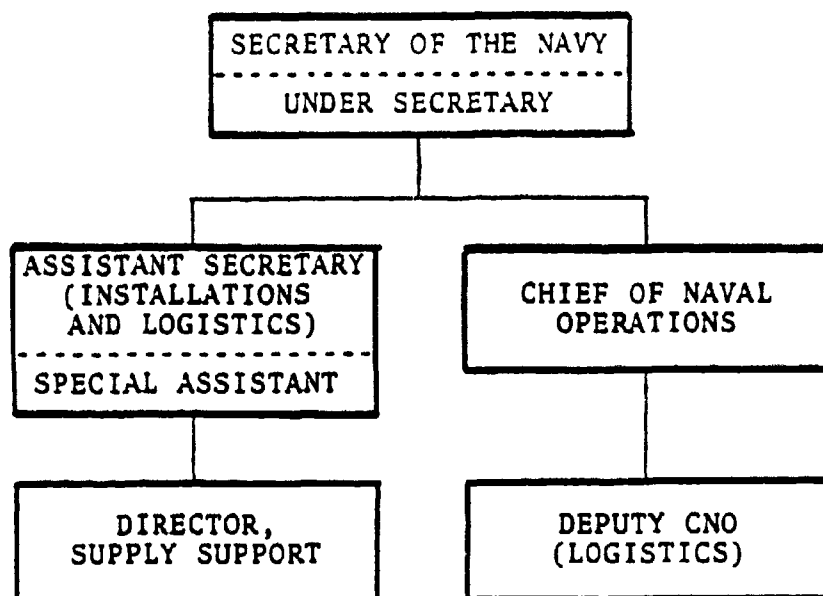 SECRETARY OF THE NAVY
UNDER SECRETARY
ASSISTANT SECRETARY
(INSTALLATIONS
AND LOGISTICS)
SPECIAL ASSISTANT
CHIEF OF NAVAL
OPERATIONS
DIRECTOR,
SUPPLY SUPPORT
DEPUTY CNO
(LOGISTICS)